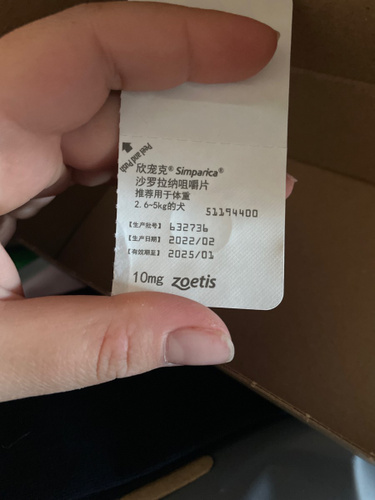 Peel and Push
欣宠克® Simparica®
沙罗拉纳咀嚼片
推荐用于体重
2.6-5kg的犬
51194400
【生产批号】 632736
【生产日期】 2022/02
【有效期至】 2025/01
10mg zoetis